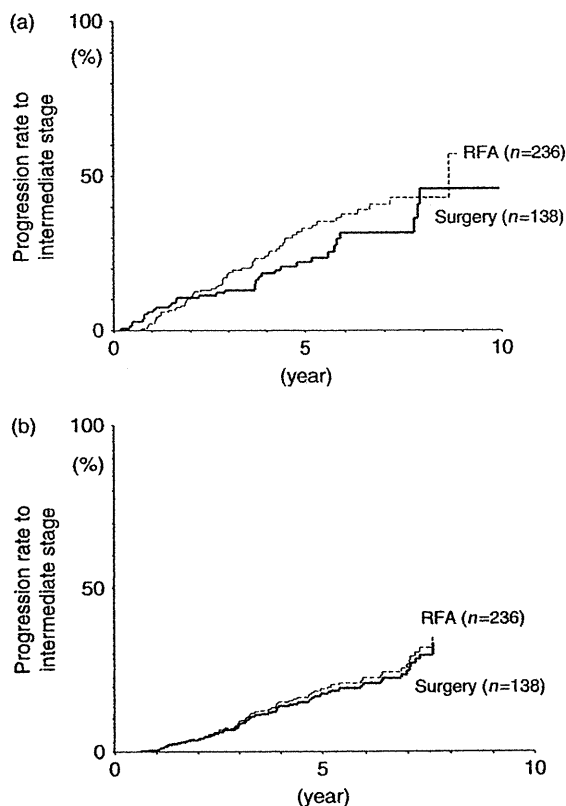 (a)
100
(%)
50
0
Progression rate to
intermediate stage
RFA (n=236)
Surgery (n=138)
0 5 10
(year)
(b)
100
(%)
50
0
Progression rate to
intermediate stage
RFA (n=236)
Surgery (n=138)
0 5 10
(year)